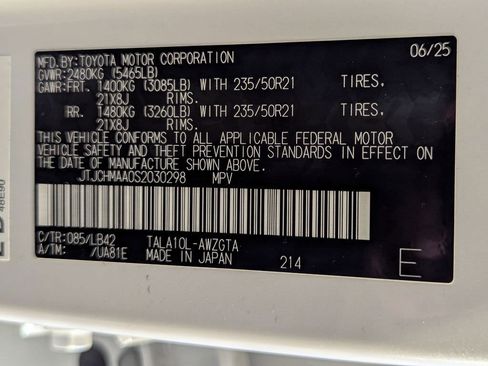 MFD.BY:TOYOTA MOTOR CORPORATION 06/25
GVWR:2480KG (5465LB)
GAWR:FRT. 1400KG (3085LB) WITH 235/50R21 TIRES,
21X8J RIMS.
RR. 1480KG (3260LB) WITH 235/50R21 TIRES,
21X8J RIMS.
THIS VEHICLE CONFORMS TO ALL APPLICABLE FEDERAL MOTOR
VEHICLE SAFETY AND THEFT PREVENTION STANDARDS IN EFFECT ON
THE DATE OF MANUFACTURE SHOWN ABOVE.
JTJCHMAA0S2030298 MPV
C/TR:085/LB42 TALA10L-AWZGTA
A/TM: /UA81E MADE IN JAPAN 214
E
48E90